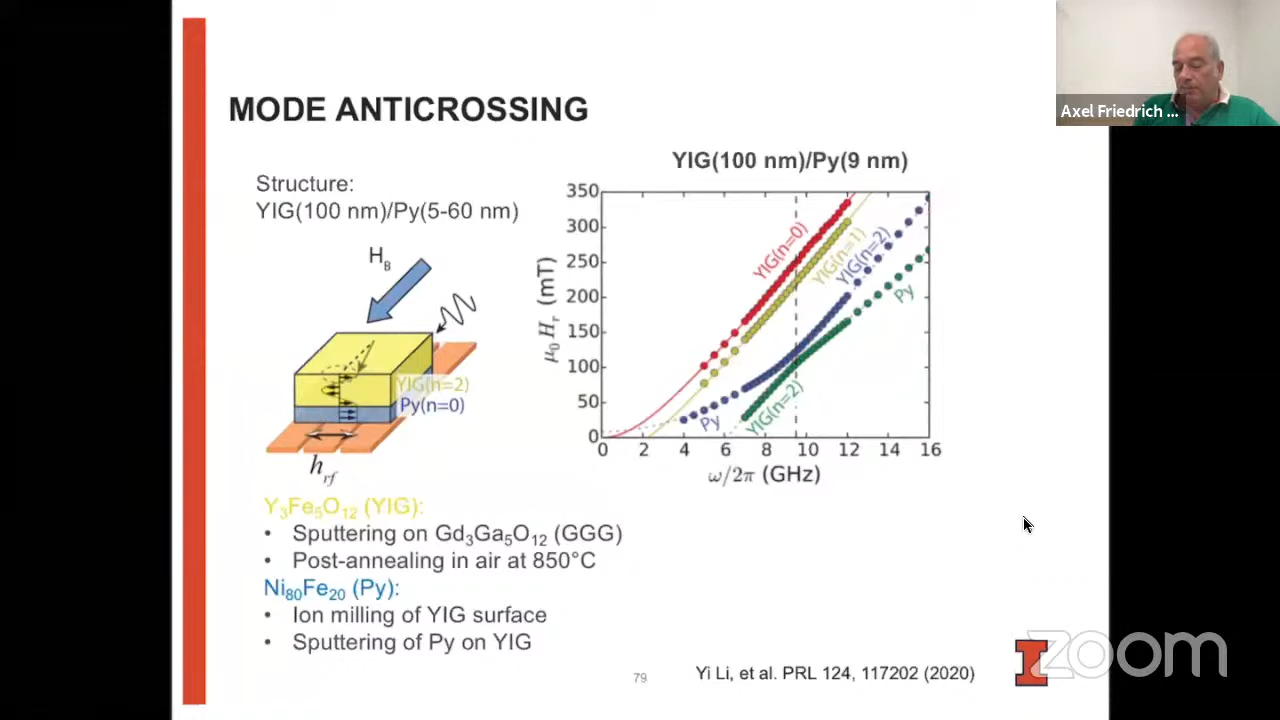 MODE ANTICROSSING
Axel Friedrich ...
Structure:
YIG(100 nm)/Py(5-60 nm)
H_B
YIG(n=2)
Py(n=0)
h_rf
YIG(100 nm)/Py(9 nm)
350
300
250
200
150
100
50
0
μ₀H_r (mT)
YIG(n=0)
YIG(n=1)
YIG(n=2)
Py
Py
YIG(n=2)
0 2 4 6 8 10 12 14 16
ω/2π (GHz)
Y₃Fe₅O₁₂ (YIG):
• Sputtering on Gd₃Ga₅O₁₂ (GGG)
• Post-annealing in air at 850°C
Ni₈₀Fe₂₀ (Py):
• Ion milling of YIG surface
• Sputtering of Py on YIG
79
Yi Li, et al. PRL 124, 117202 (2020)
I
zoom